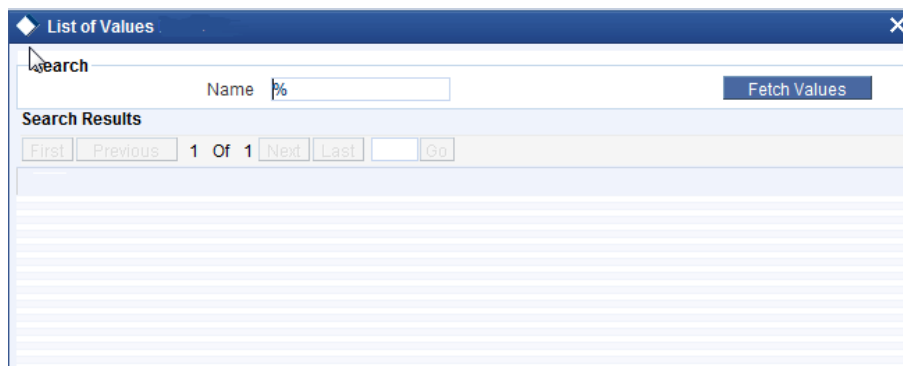 List of Values
Search
Name % Fetch Values
Search Results
First Previous 1 Of 1 Next Last Go